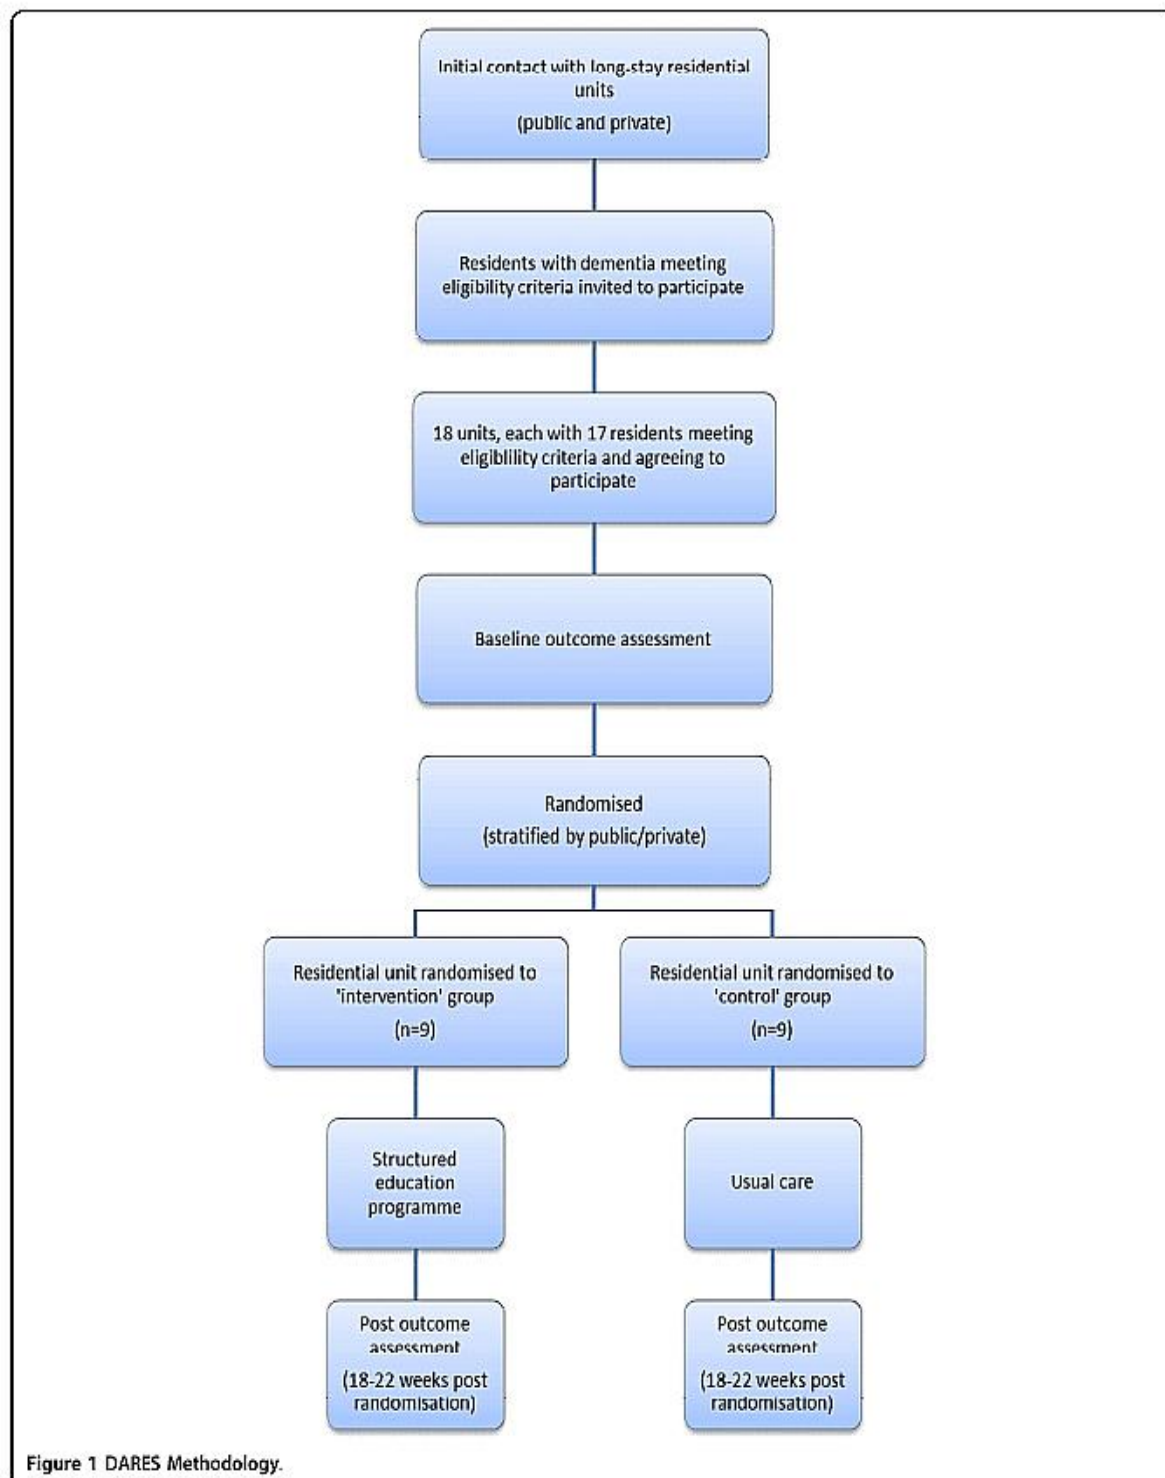 Initial contact with long-stay residential
units
(public and private)
Residents with dementia meeting
eligibility criteria invited to participate
18 units, each with 17 residents meeting
eligiblility criteria and agreeing to
participate
Baseline outcome assessment
Randomised
(stratified by public/private)
Residential unit randomised to
'intervention' group
(n=9)
Residential unit randomised to
'control' group
(n=9)
Structured
education
programme
Usual care
Post outcome
assessment
(18-22 weeks post
randomisation)
Post outcome
assessment
(18-22 weeks post
randomisation)
Figure 1 DARES Methodology.